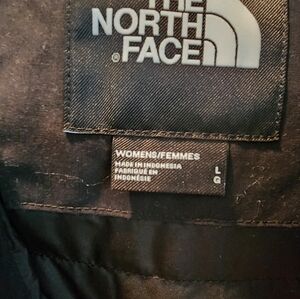 THE
NORTH
FACE
WOMENS/FEMMES
MADE IN INDONESIA
FABRIQUÉ EN
INDONÉSIE
L
G